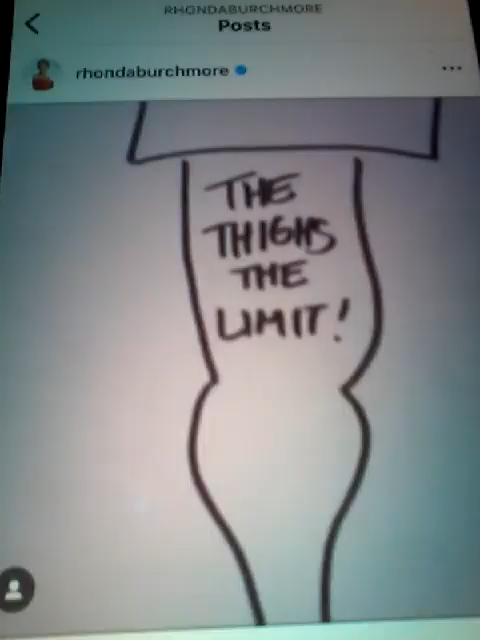 RHONDABURCHMORE
Posts
rhondaburchmore
THE
THIGHS
THE
LIMIT!